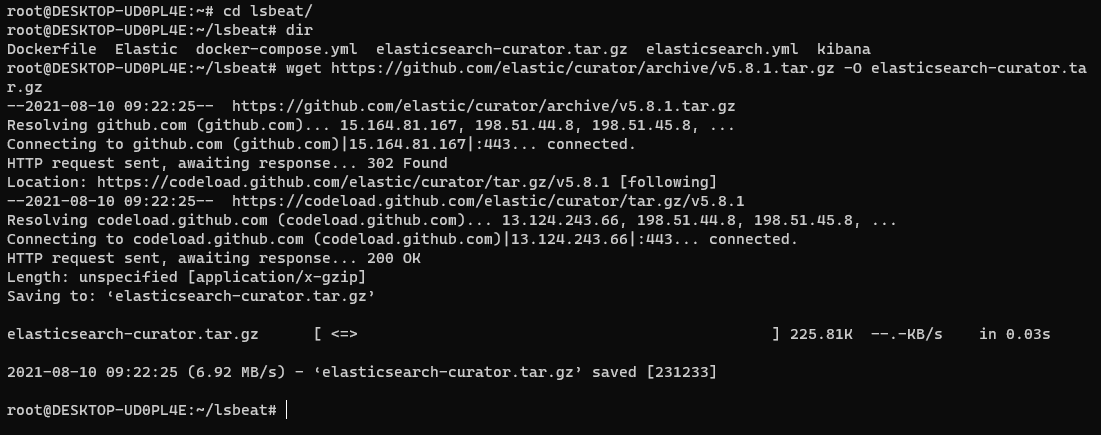 root@DESKTOP-UD0PL4E:~# cd lsbeat/
root@DESKTOP-UD0PL4E:~/lsbeat# dir
Dockerfile  Elastic  docker-compose.yml  elasticsearch-curator.tar.gz  elasticsearch.yml  kibana
root@DESKTOP-UD0PL4E:~/lsbeat# wget https://github.com/elastic/curator/archive/v5.8.1.tar.gz -O elasticsearch-curator.ta
r.gz
--2021-08-10 09:22:25--  https://github.com/elastic/curator/archive/v5.8.1.tar.gz
Resolving github.com (github.com)... 15.164.81.167, 198.51.44.8, 198.51.45.8, ...
Connecting to github.com (github.com)|15.164.81.167|:443... connected.
HTTP request sent, awaiting response... 302 Found
Location: https://codeload.github.com/elastic/curator/tar.gz/v5.8.1 [following]
--2021-08-10 09:22:25--  https://codeload.github.com/elastic/curator/tar.gz/v5.8.1
Resolving codeload.github.com (codeload.github.com)... 13.124.243.66, 198.51.44.8, 198.51.45.8, ...
Connecting to codeload.github.com (codeload.github.com)|13.124.243.66|:443... connected.
HTTP request sent, awaiting response... 200 OK
Length: unspecified [application/x-gzip]
Saving to: ‘elasticsearch-curator.tar.gz’
elasticsearch-curator.tar.gz      [ <=>                                              ] 225.81K  --.-KB/s    in 0.03s
2021-08-10 09:22:25 (6.92 MB/s) - ‘elasticsearch-curator.tar.gz’ saved [231233]
root@DESKTOP-UD0PL4E:~/lsbeat#